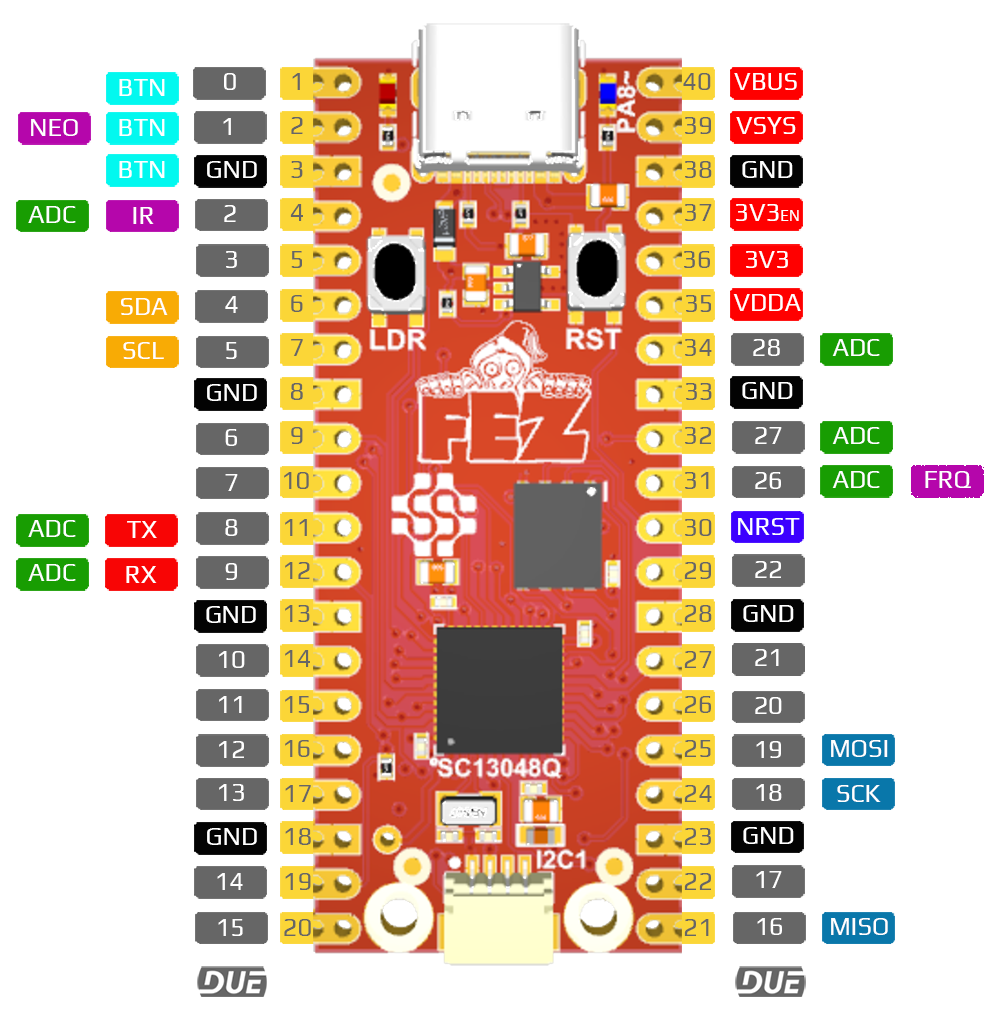 BTN 0 1 40 VBUS
NEO BTN 1 2 39 VSYS
BTN GND 3 38 GND
ADC IR 2 4 37 3V3EN
3 5 36 3V3
SDA 4 6 35 VDDA
SCL 5 7 34 28 ADC
GND 8 33 GND
6 9 32 27 ADC
7 10 31 26 ADC FRQ
ADC TX 8 11 30 NRST
ADC RX 9 12 29 22
GND 13 28 GND
10 14 27 21
11 15 26 20
12 16 25 19 MOSI
13 17 24 18 SCK
GND 18 23 GND
14 19 22 17
15 20 21 16 MISO
DUE DUE
PA8~
LDR RST
FEZ
SC13048Q
I2C1